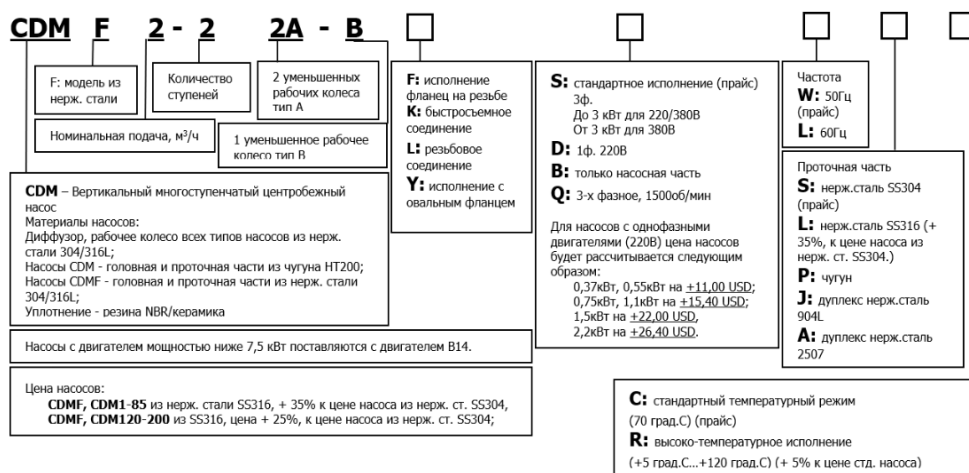 CDM F 2 - 2 2A - B
F: модель из
нерж. стали
Количество
ступеней
2 уменьшенных
рабочих колеса
тип А
Номинальная подача, м³/ч
1 уменьшенное рабочее
колесо тип В
CDM – Вертикальный многоступенчатый центробежный
насос
Материалы насосов:
Диффузор, рабочее колесо всех типов насосов из нерж.
стали 304/316L;
Насосы CDM - головная и проточная части из чугуна HT200;
Насосы CDMF - головная и проточная части из нерж. стали
304/316L;
Уплотнение - резина NBR/керамика
F: исполнение
фланец на резьбе
K: быстросъемное
соединение
L: резьбовое
соединение
Y: исполнение с
овальным фланцем
S: стандартное исполнение (прайс)
3ф.
До 3 кВт для 220/380В
От 3 кВт для 380В
D: 1ф. 220В
B: только насосная часть
Q: 3-х фазное, 1500об/мин
Для насосов с однофазными
двигателями (220В) цена насосов
будет рассчитывается следующим
образом:
0,37кВт, 0,55кВт на +11,00 USD;
0,75кВт, 1,1кВт на +15,40 USD;
1,5кВт на +22,00 USD,
2,2кВт на +26,40 USD.
Частота
W: 50Гц
(прайс)
L: 60Гц
Проточная часть
S: нерж.сталь SS304
(прайс)
L: нерж.сталь SS316 (+
35%, к цене насоса из
нерж. ст. SS304.)
P: чугун
J: дуплекс нерж.сталь
904L
A: дуплекс нерж.сталь
2507
Насосы с двигателем мощностью ниже 7,5 кВт поставляются с двигателем В14.
Цена насосов:
CDMF, CDM1-85 из нерж. стали SS316, + 35% к цене насоса из нерж. ст. SS304,
CDMF, CDM120-200 из SS316, цена + 25%, к цене насоса из нерж. ст. SS304;
C: стандартный температурный режим
(70 град.С) (прайс)
R: высоко-температурное исполнение
(+5 град.С...+120 град.С) (+ 5% к цене стд. насоса)